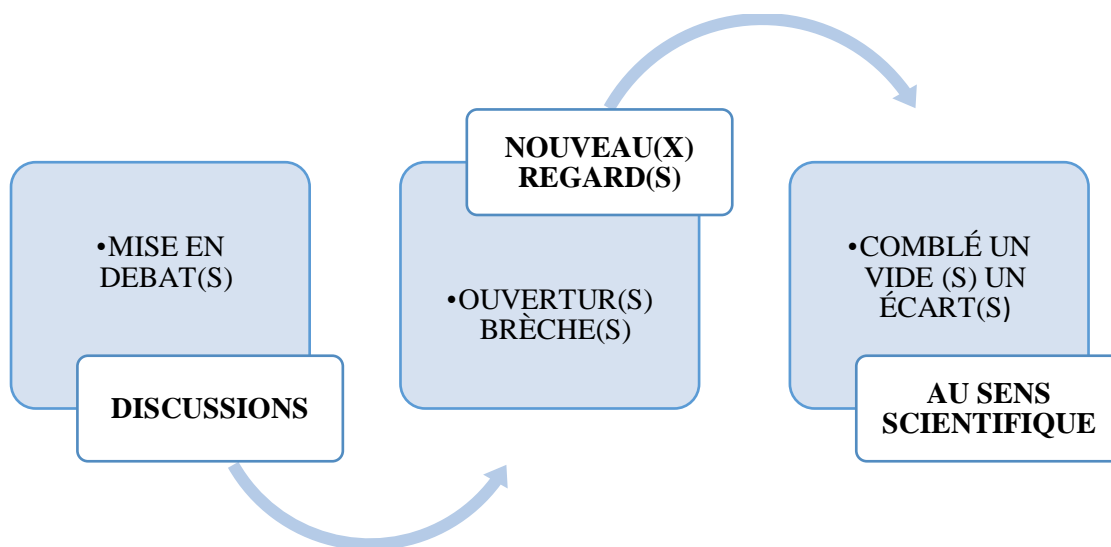 •MISE EN
DEBAT(S)
DISCUSSIONS
NOUVEAU(X)
REGARD(S)
•OUVERTUR(S)
BRÈCHE(S)
•COMBLÉ UN
VIDE (S) UN
ÉCART(S)
AU SENS
SCIENTIFIQUE